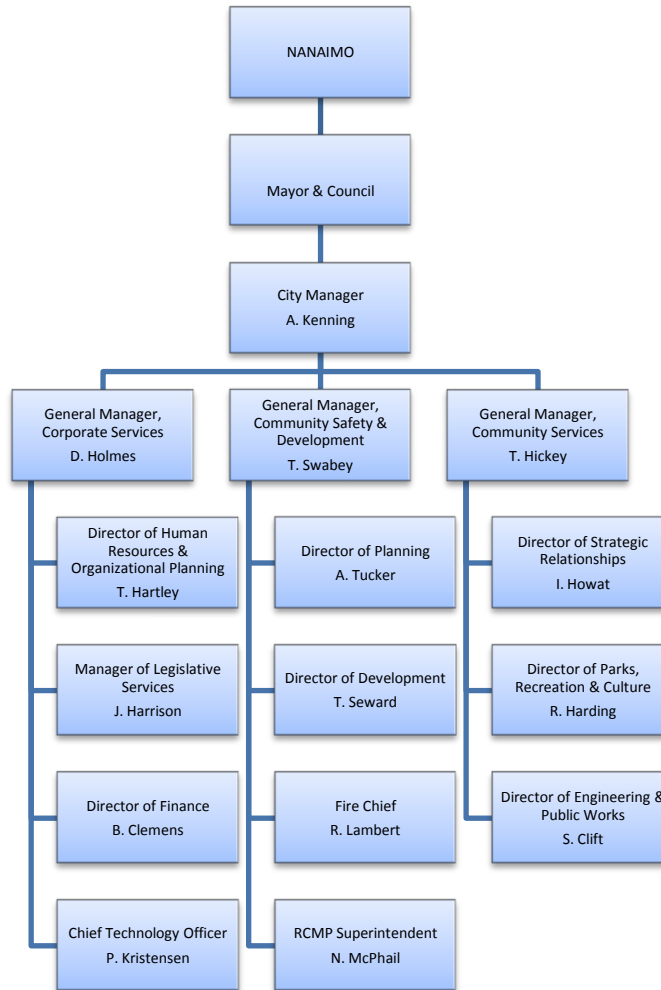 NANAIMO
Mayor & Council
City Manager
A. Kenning
General Manager,
Corporate Services
D. Holmes
General Manager,
Community Safety &
Development
T. Swabey
General Manager,
Community Services
T. Hickey
Director of Human
Resources &
Organizational Planning
T. Hartley
Director of Planning
A. Tucker
Director of Strategic
Relationships
I. Howat
Manager of Legislative
Services
J. Harrison
Director of Development
T. Seward
Director of Parks,
Recreation & Culture
R. Harding
Director of Finance
B. Clemens
Fire Chief
R. Lambert
Director of Engineering &
Public Works
S. Clift
Chief Technology Officer
P. Kristensen
RCMP Superintendent
N. McPhail